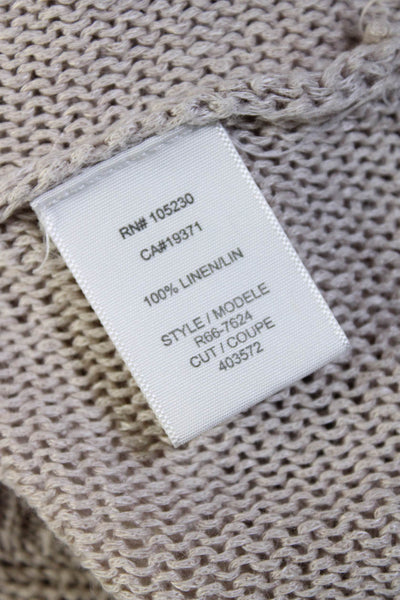 RN# 105230
CA#19371
100% LINEN/LIN
STYLE / MODELE
R66-7624
CUT / COUPE
403572